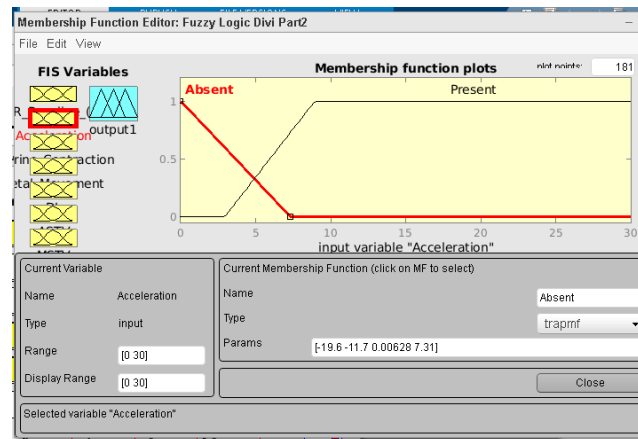 Membership Function Editor: Fuzzy Logic Divi Part2
File Edit View
FIS Variables
Membership function plots
plot points:
181
output1
Absent
Present
1
0.5
0
0 5 10 15 20 25 30
input variable "Acceleration"
Current Variable
Name Acceleration
Type input
Range [0 30]
Display Range [0 30]
Current Membership Function (click on MF to select)
Name Absent
Type trapmf
Params [-19.6 -11.7 0.00628 7.31]
Close
Selected variable "Acceleration"